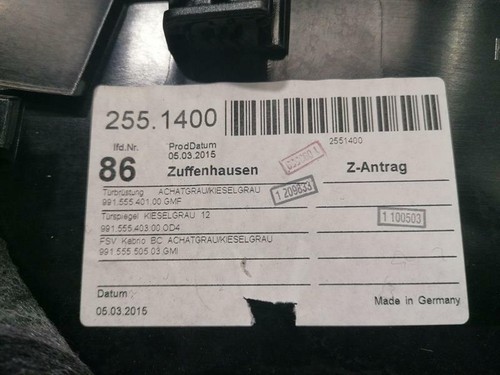 255.1400
2551400
lfd.Nr. ProdDatum
05.03.2015
86 Zuffenhausen Z-Antrag
Türbrüstung ACHATGRAU/KIESELGRAU
991.555.401.00.GMF
1 209633
Türspiegel KIESELGRAU 12
991.555.403.00.OD4
1 100503
FSV Kabrio BC ACHATGRAU/KIESELGRAU
991.555.505.03.GMI
Datum
05.03.2015
Made in Germany